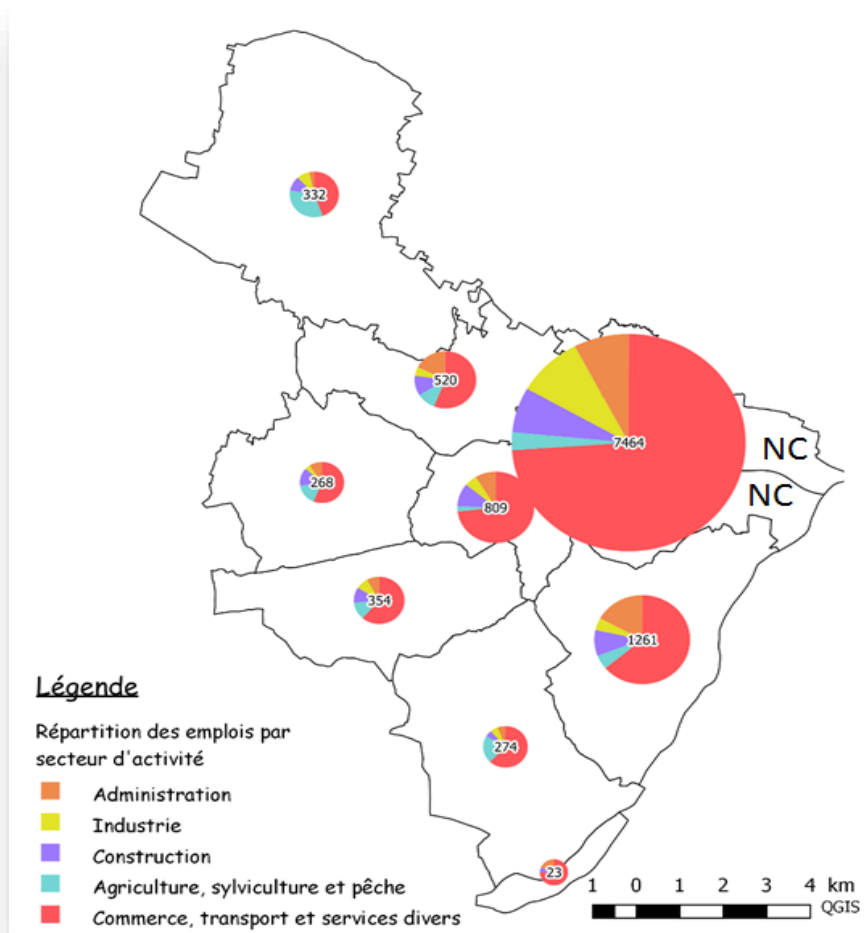 332
520
7464
NC
268
NC
809
354
1261
Légende
Répartition des emplois par
secteur d'activité
274
Administration
Industrie
Construction
Agriculture, sylviculture et pêche
Commerce, transport et services divers
23
1 0 1 2 3 4 km
QGIS